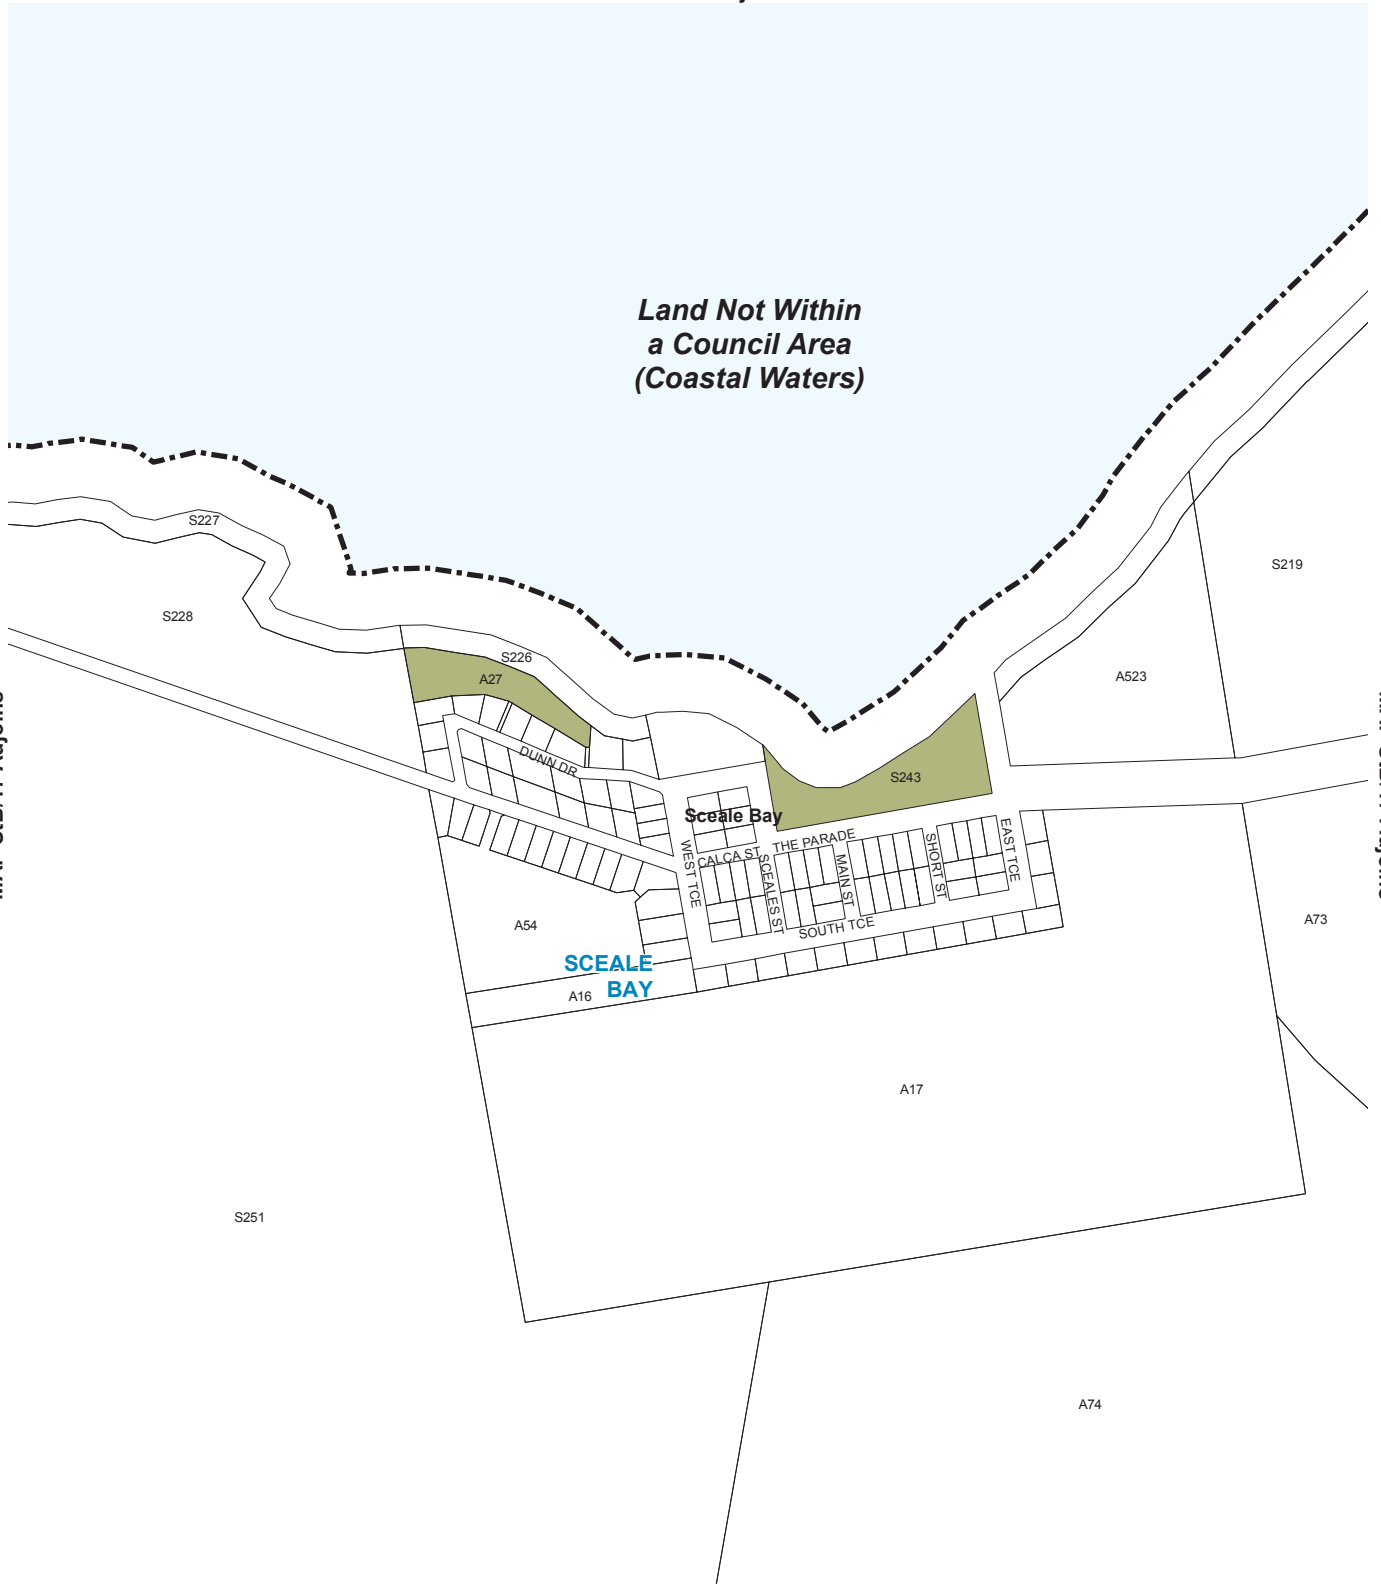 Land Not Within
a Council Area
(Coastal Waters)
S227
S219
S228
S226
A523
A27
DUNN DR
S243
Sceale Bay
THE PARADE
CALCA ST
WEST TCE
SCEALES ST
MAIN ST
SHORT ST
EAST TCE
SOUTH TCE
A54
A73
SCEALE
BAY
A16
A17
S251
A74